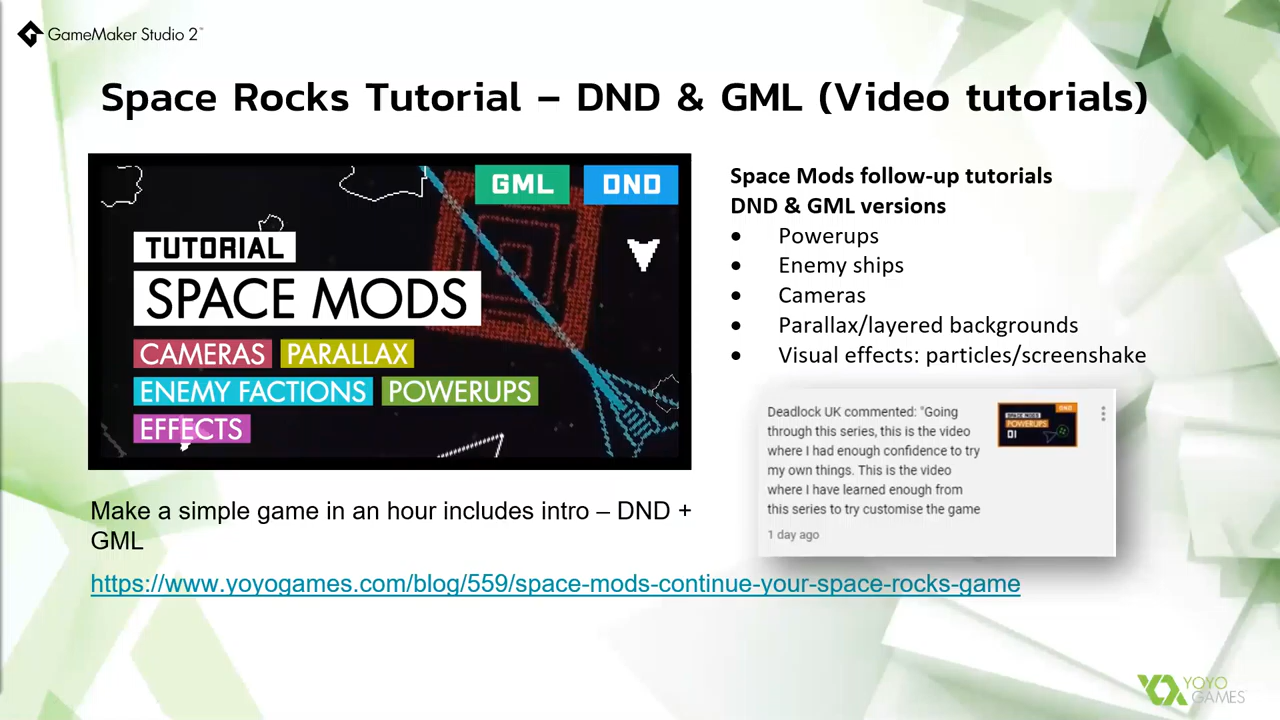 GameMaker Studio 2™
Space Rocks Tutorial – DND & GML (Video tutorials)
GML DND
TUTORIAL
SPACE MODS
CAMERAS PARALLAX
ENEMY FACTIONS POWERUPS
EFFECTS
Space Mods follow-up tutorials
DND & GML versions
• Powerups
• Enemy ships
• Cameras
• Parallax/layered backgrounds
• Visual effects: particles/screenshake
Deadlock UK commented: "Going
through this series, this is the video
where I had enough confidence to try
my own things. This is the video
where I have learned enough from
this series to try customise the game
1 day ago
SPACE MODS
POWERUPS
01
Make a simple game in an hour includes intro – DND +
GML
https://www.yoyogames.com/blog/559/space-mods-continue-your-space-rocks-game
YOYO
GAMES